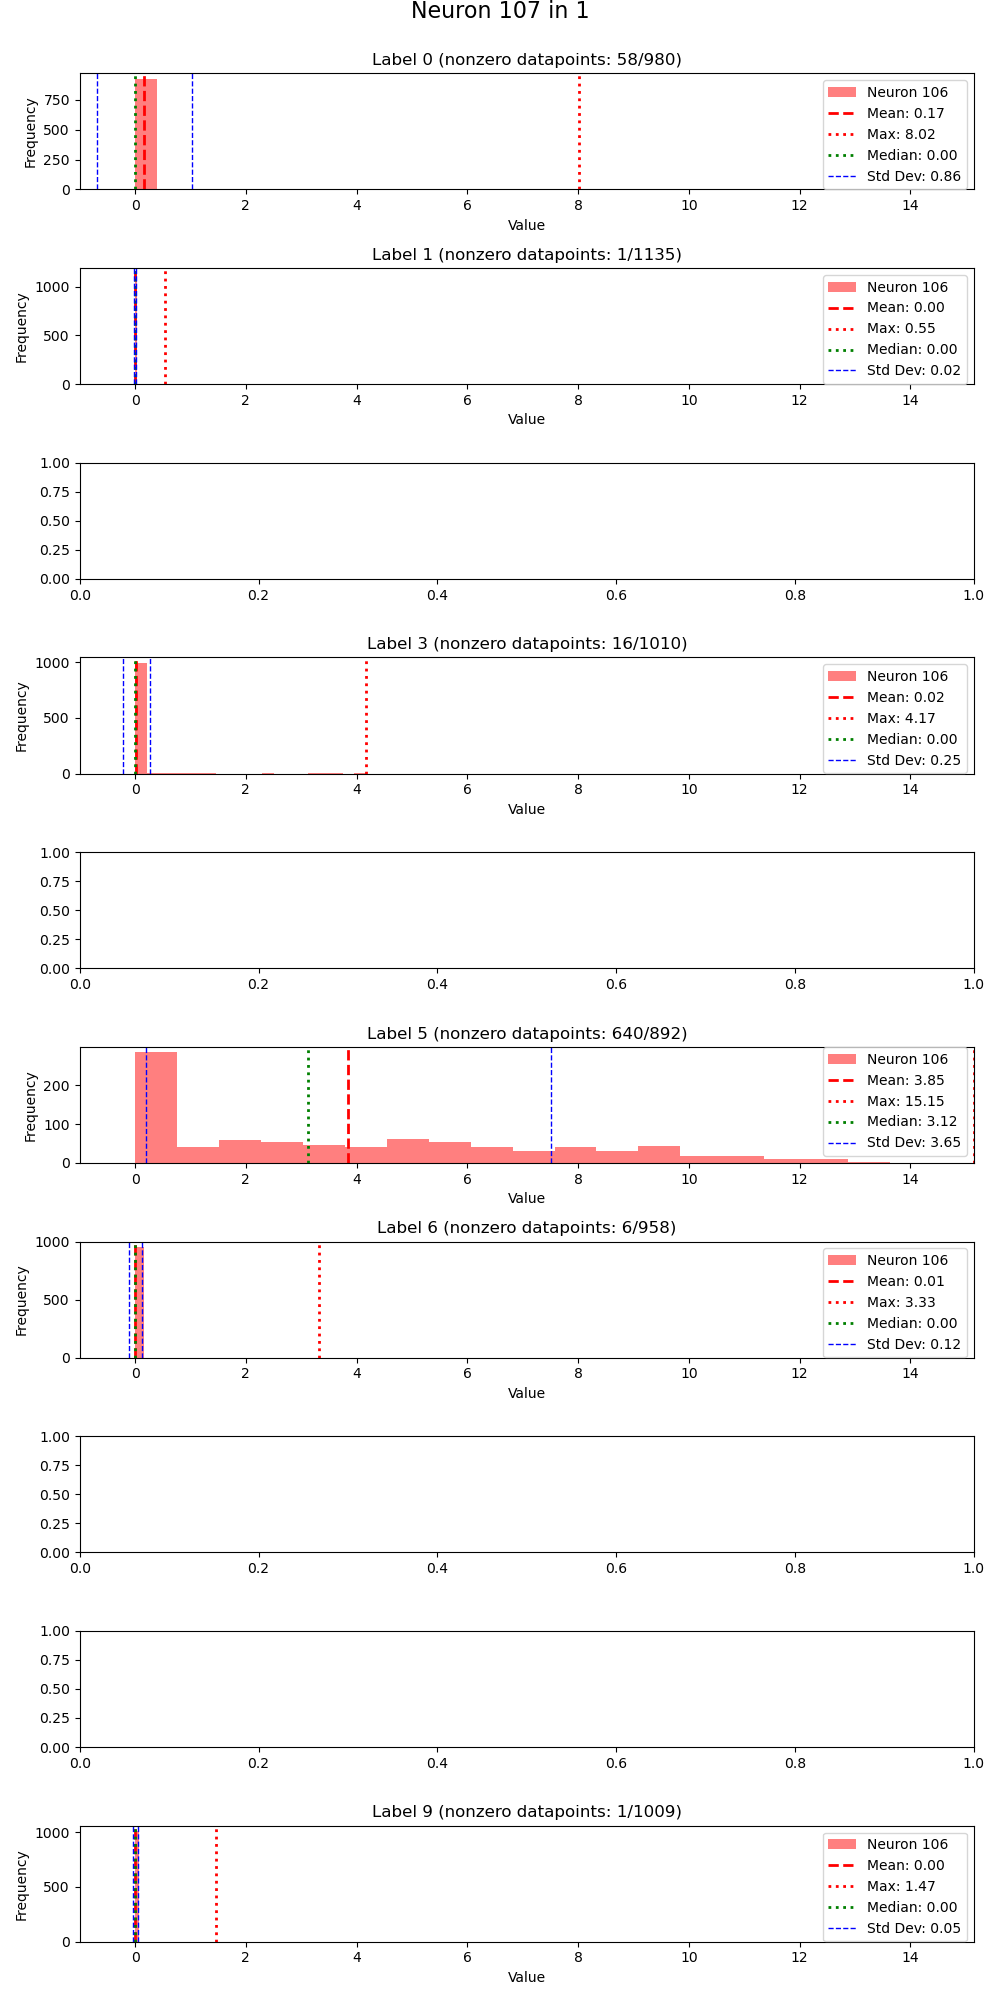 Neuron 107 in 1
Label 0 (nonzero datapoints: 58/980)
Frequency
750
500
250
0
Neuron 106
Mean: 0.17
Max: 8.02
Median: 0.00
Std Dev: 0.86
0 2 4 6 8 10 12 14
Value
Label 1 (nonzero datapoints: 1/1135)
Frequency
1000
500
0
Neuron 106
Mean: 0.00
Max: 0.55
Median: 0.00
Std Dev: 0.02
0 2 4 6 8 10 12 14
Value
1.00
0.75
0.50
0.25
0.00
0.0 0.2 0.4 0.6 0.8 1.0
Label 3 (nonzero datapoints: 16/1010)
Frequency
1000
500
0
Neuron 106
Mean: 0.02
Max: 4.17
Median: 0.00
Std Dev: 0.25
0 2 4 6 8 10 12 14
Value
1.00
0.75
0.50
0.25
0.00
0.0 0.2 0.4 0.6 0.8 1.0
Label 5 (nonzero datapoints: 640/892)
Frequency
200
100
0
Neuron 106
Mean: 3.85
Max: 15.15
Median: 3.12
Std Dev: 3.65
0 2 4 6 8 10 12 14
Value
Label 6 (nonzero datapoints: 6/958)
Frequency
1000
500
0
Neuron 106
Mean: 0.01
Max: 3.33
Median: 0.00
Std Dev: 0.12
0 2 4 6 8 10 12 14
Value
1.00
0.75
0.50
0.25
0.00
0.0 0.2 0.4 0.6 0.8 1.0
1.00
0.75
0.50
0.25
0.00
0.0 0.2 0.4 0.6 0.8 1.0
Label 9 (nonzero datapoints: 1/1009)
Frequency
1000
500
0
Neuron 106
Mean: 0.00
Max: 1.47
Median: 0.00
Std Dev: 0.05
0 2 4 6 8 10 12 14
Value